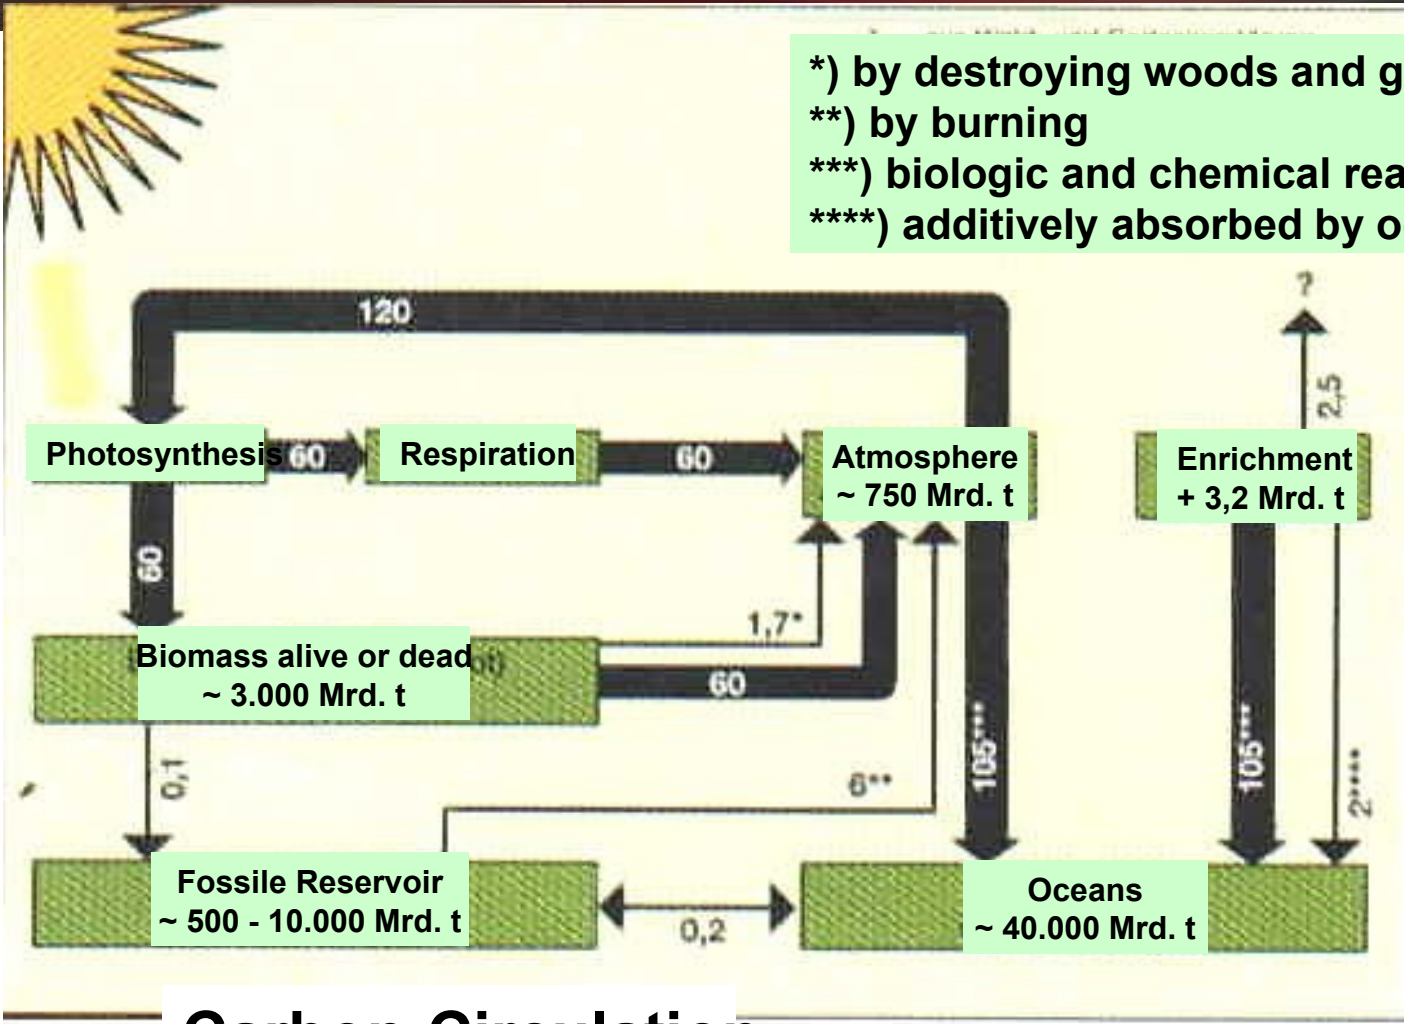 *) by destroying woods and g
**) by burning
***) biologic and chemical rea
****) additively absorbed by o
?
120
2,5
Photosynthesis
60
Respiration
60
Atmosphere
~ 750 Mrd. t
Enrichment
+ 3,2 Mrd. t
60
1,7*
Biomass alive or dead
~ 3.000 Mrd. t
60
105***
105***
0,1
6**
2****
Fossile Reservoir
~ 500 - 10.000 Mrd. t
0,2
Oceans
~ 40.000 Mrd. t
Carbon Circulation